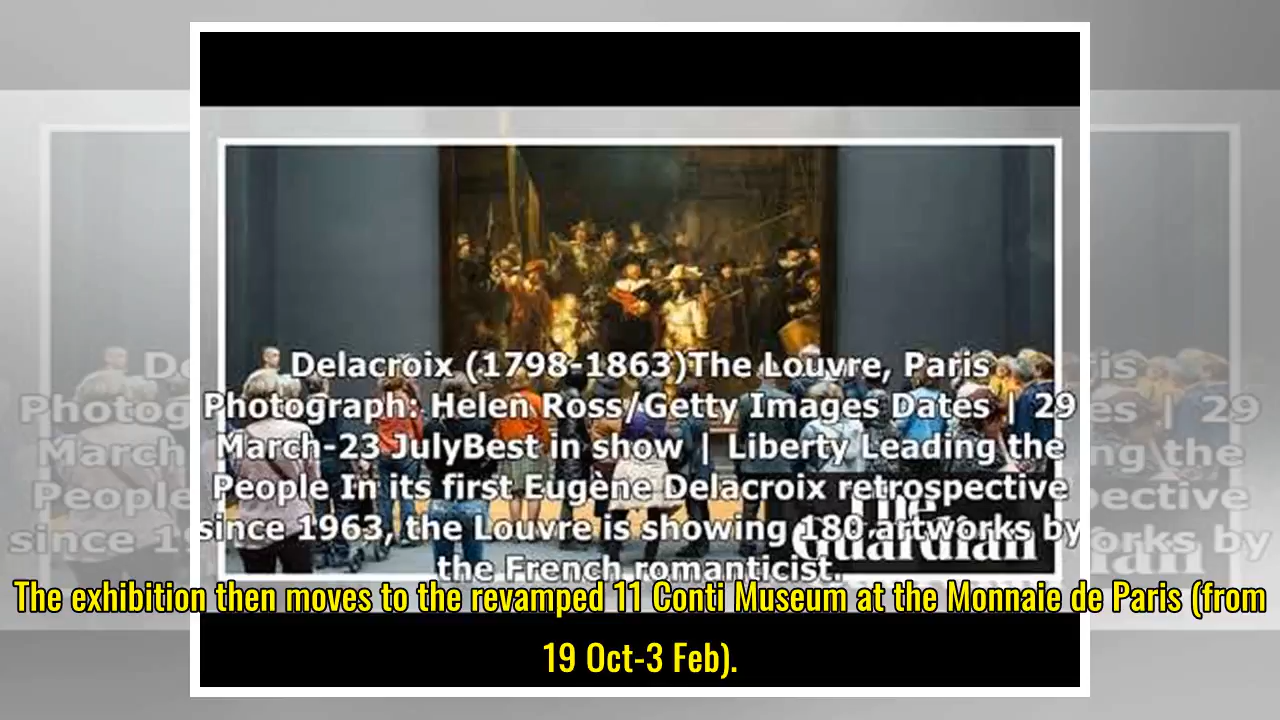 Delacroix (1798-1863)The Louvre, Paris
Photograph: Helen Ross/Getty Images Dates | 29
March-23 JulyBest in show | Liberty Leading the
People In its first Eugène Delacroix retrospective
since 1963, the Louvre is showing 180 artworks by
the French romanticist.
The
Guardian
The exhibition then moves to the revamped 11 Conti Museum at the Monnaie de Paris (from
19 Oct-3 Feb).